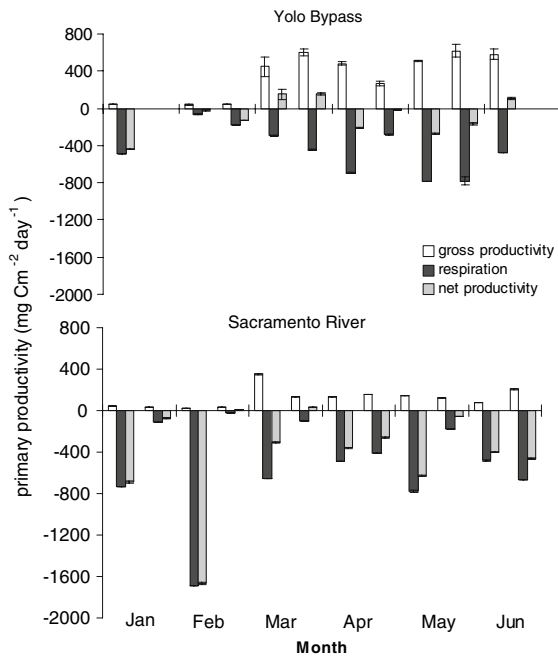 Yolo Bypass
800
400
0
-400
-800
-1200
-1600
-2000
gross productivity
respiration
net productivity
primary productivity (mg Cm⁻² day⁻¹)
Sacramento River
800
400
0
-400
-800
-1200
-1600
-2000
Jan Feb Mar Apr May Jun
Month